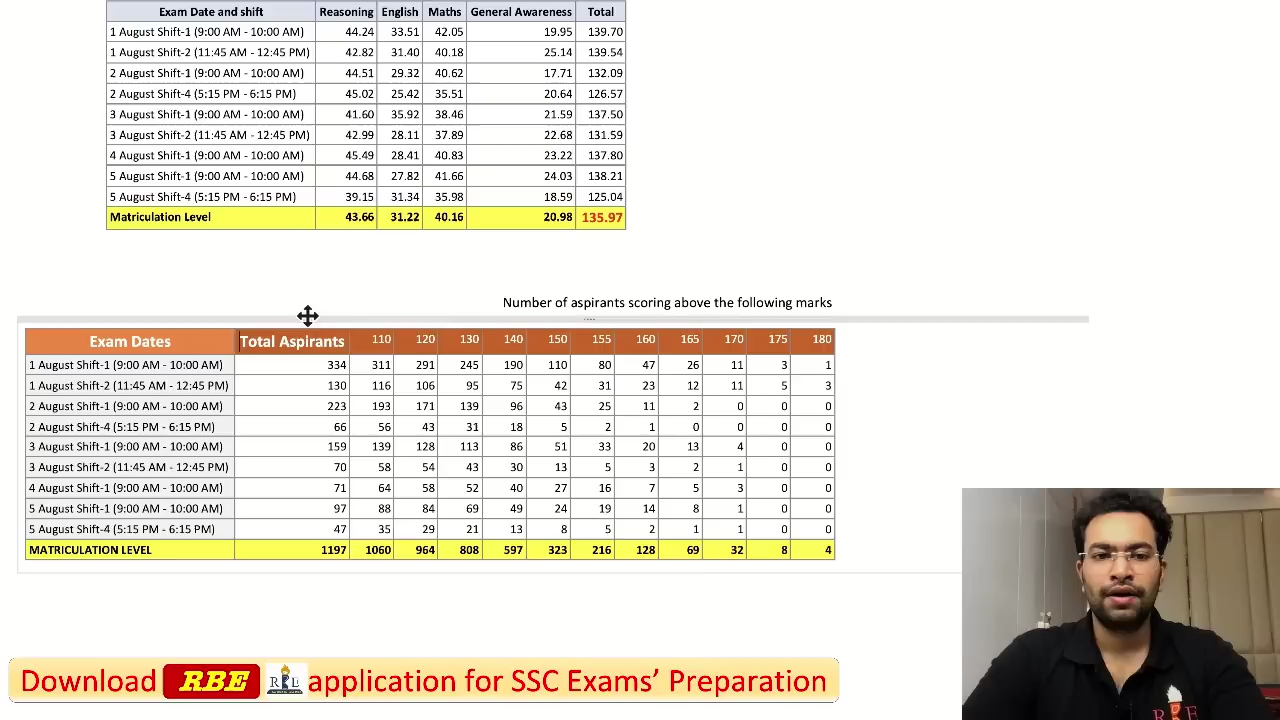 Exam Date and shift Reasoning English Maths General Awareness Total
1 August Shift-1 (9:00 AM - 10:00 AM) 44.24 33.51 42.05 19.95 139.70
1 August Shift-2 (11:45 AM - 12:45 PM) 42.82 31.40 40.18 25.14 139.54
2 August Shift-1 (9:00 AM - 10:00 AM) 44.51 29.32 40.62 17.71 132.09
2 August Shift-4 (5:15 PM - 6:15 PM) 45.02 25.42 35.51 20.64 126.57
3 August Shift-1 (9:00 AM - 10:00 AM) 41.60 35.92 38.46 21.59 137.50
3 August Shift-2 (11:45 AM - 12:45 PM) 42.99 28.11 37.89 22.68 131.59
4 August Shift-1 (9:00 AM - 10:00 AM) 45.49 28.41 40.83 23.22 137.80
5 August Shift-1 (9:00 AM - 10:00 AM) 44.68 27.82 41.66 24.03 138.21
5 August Shift-4 (5:15 PM - 6:15 PM) 39.15 31.34 35.98 18.59 125.04
Matriculation Level 43.66 31.22 40.16 20.98 135.97
Number of aspirants scoring above the following marks
Exam Dates Total Aspirants 110 120 130 140 150 155 160 165 170 175 180
1 August Shift-1 (9:00 AM - 10:00 AM) 334 311 291 245 190 110 80 47 26 11 3 1
1 August Shift-2 (11:45 AM - 12:45 PM) 130 116 106 95 75 42 31 23 12 11 5 3
2 August Shift-1 (9:00 AM - 10:00 AM) 223 193 171 139 96 43 25 11 2 0 0 0
2 August Shift-4 (5:15 PM - 6:15 PM) 66 56 43 31 18 5 2 1 0 0 0 0
3 August Shift-1 (9:00 AM - 10:00 AM) 159 139 128 113 86 51 33 20 13 4 0 0
3 August Shift-2 (11:45 AM - 12:45 PM) 70 58 54 43 30 13 5 3 2 1 0 0
4 August Shift-1 (9:00 AM - 10:00 AM) 71 64 58 52 40 27 16 7 5 3 0 0
5 August Shift-1 (9:00 AM - 10:00 AM) 97 88 84 69 49 24 19 14 8 1 0 0
5 August Shift-4 (5:15 PM - 6:15 PM) 47 35 29 21 13 8 5 2 1 1 0 0
MATRICULATION LEVEL 1197 1060 964 808 597 323 216 128 69 32 8 4
Download RBE RBE application for SSC Exams' Preparation
R B E